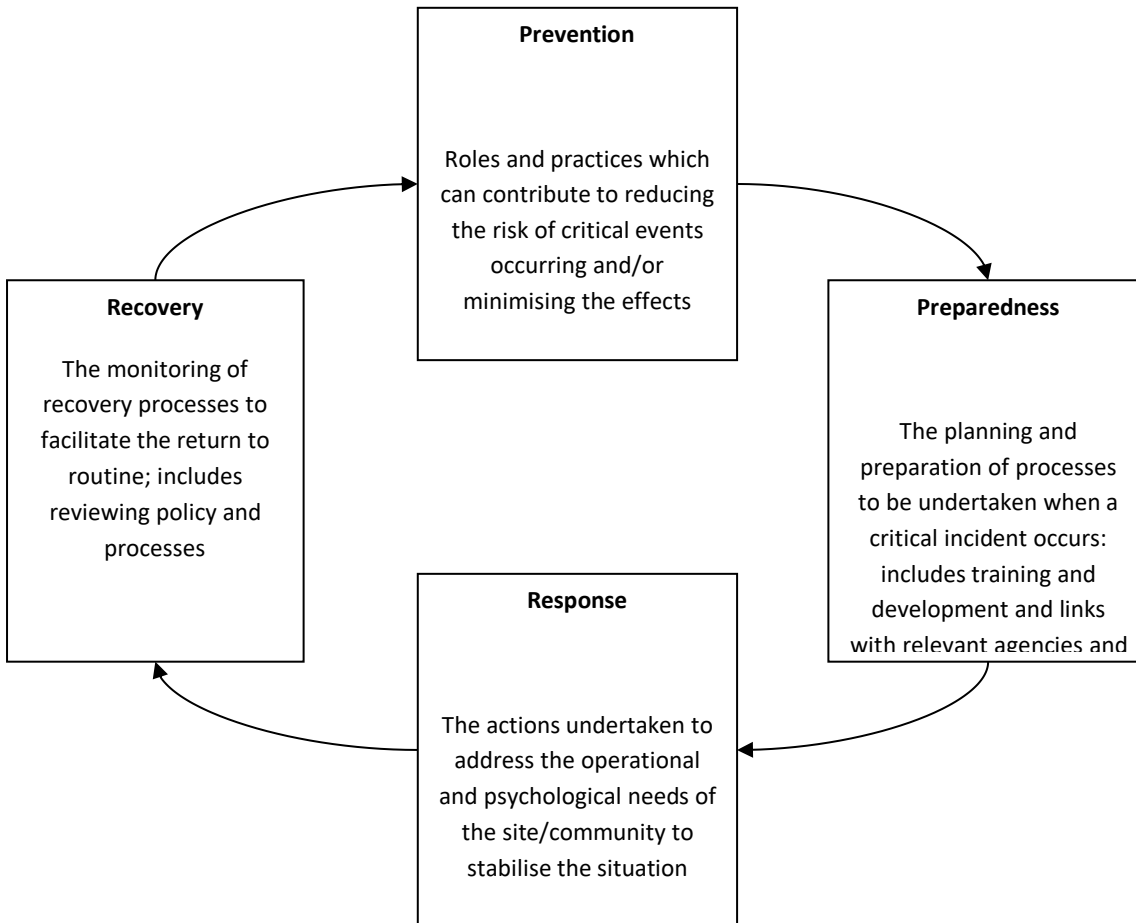 Prevention
Roles and practices which
can contribute to reducing
the risk of critical events
occurring and/or
minimising the effects
Preparedness
The planning and
preparation of processes
to be undertaken when a
critical incident occurs:
includes training and
development and links
with relevant agencies and
Response
The actions undertaken to
address the operational
and psychological needs of
the site/community to
stabilise the situation
Recovery
The monitoring of
recovery processes to
facilitate the return to
routine; includes
reviewing policy and
processes